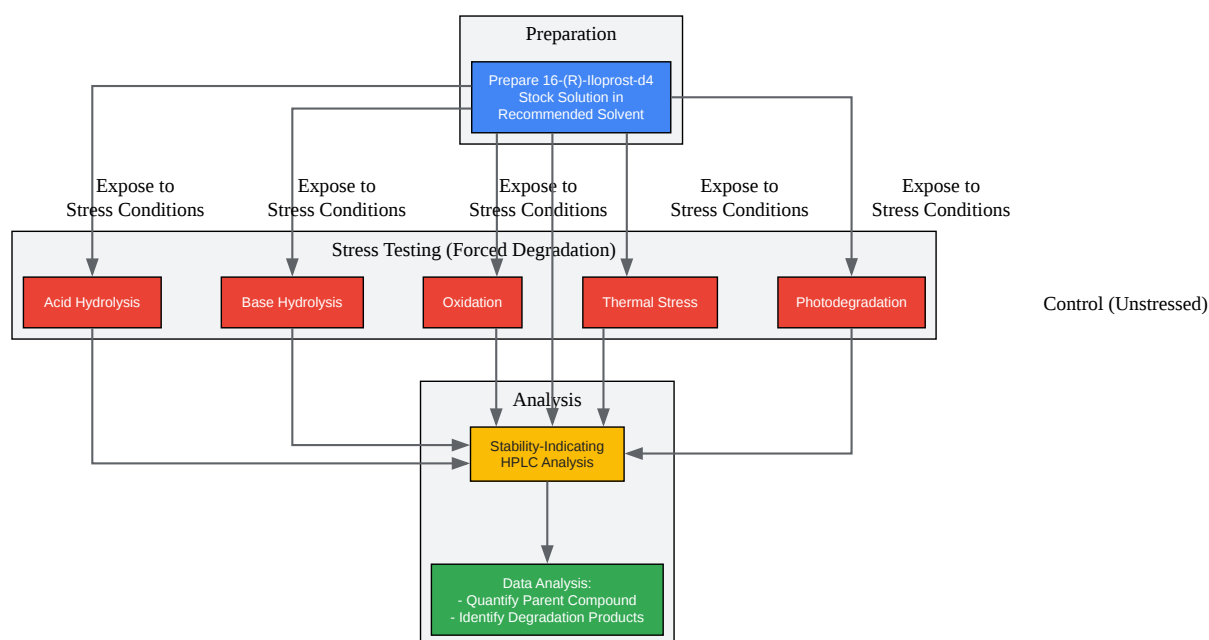 Preparation
Prepare 16-(R)-Iloprost-d4
Stock Solution in
Recommended Solvent
Expose to
Stress Conditions
Expose to
Stress Conditions
Expose to
Stress Conditions
Expose to
Stress Conditions
Expose to
Stress Conditions
Stress Testing (Forced Degradation)
Acid Hydrolysis
Base Hydrolysis
Oxidation
Thermal Stress
Photodegradation
Control (Unstressed)
Analysis
Stability-Indicating
HPLC Analysis
Data Analysis:
- Quantify Parent Compound
- Identify Degradation Products